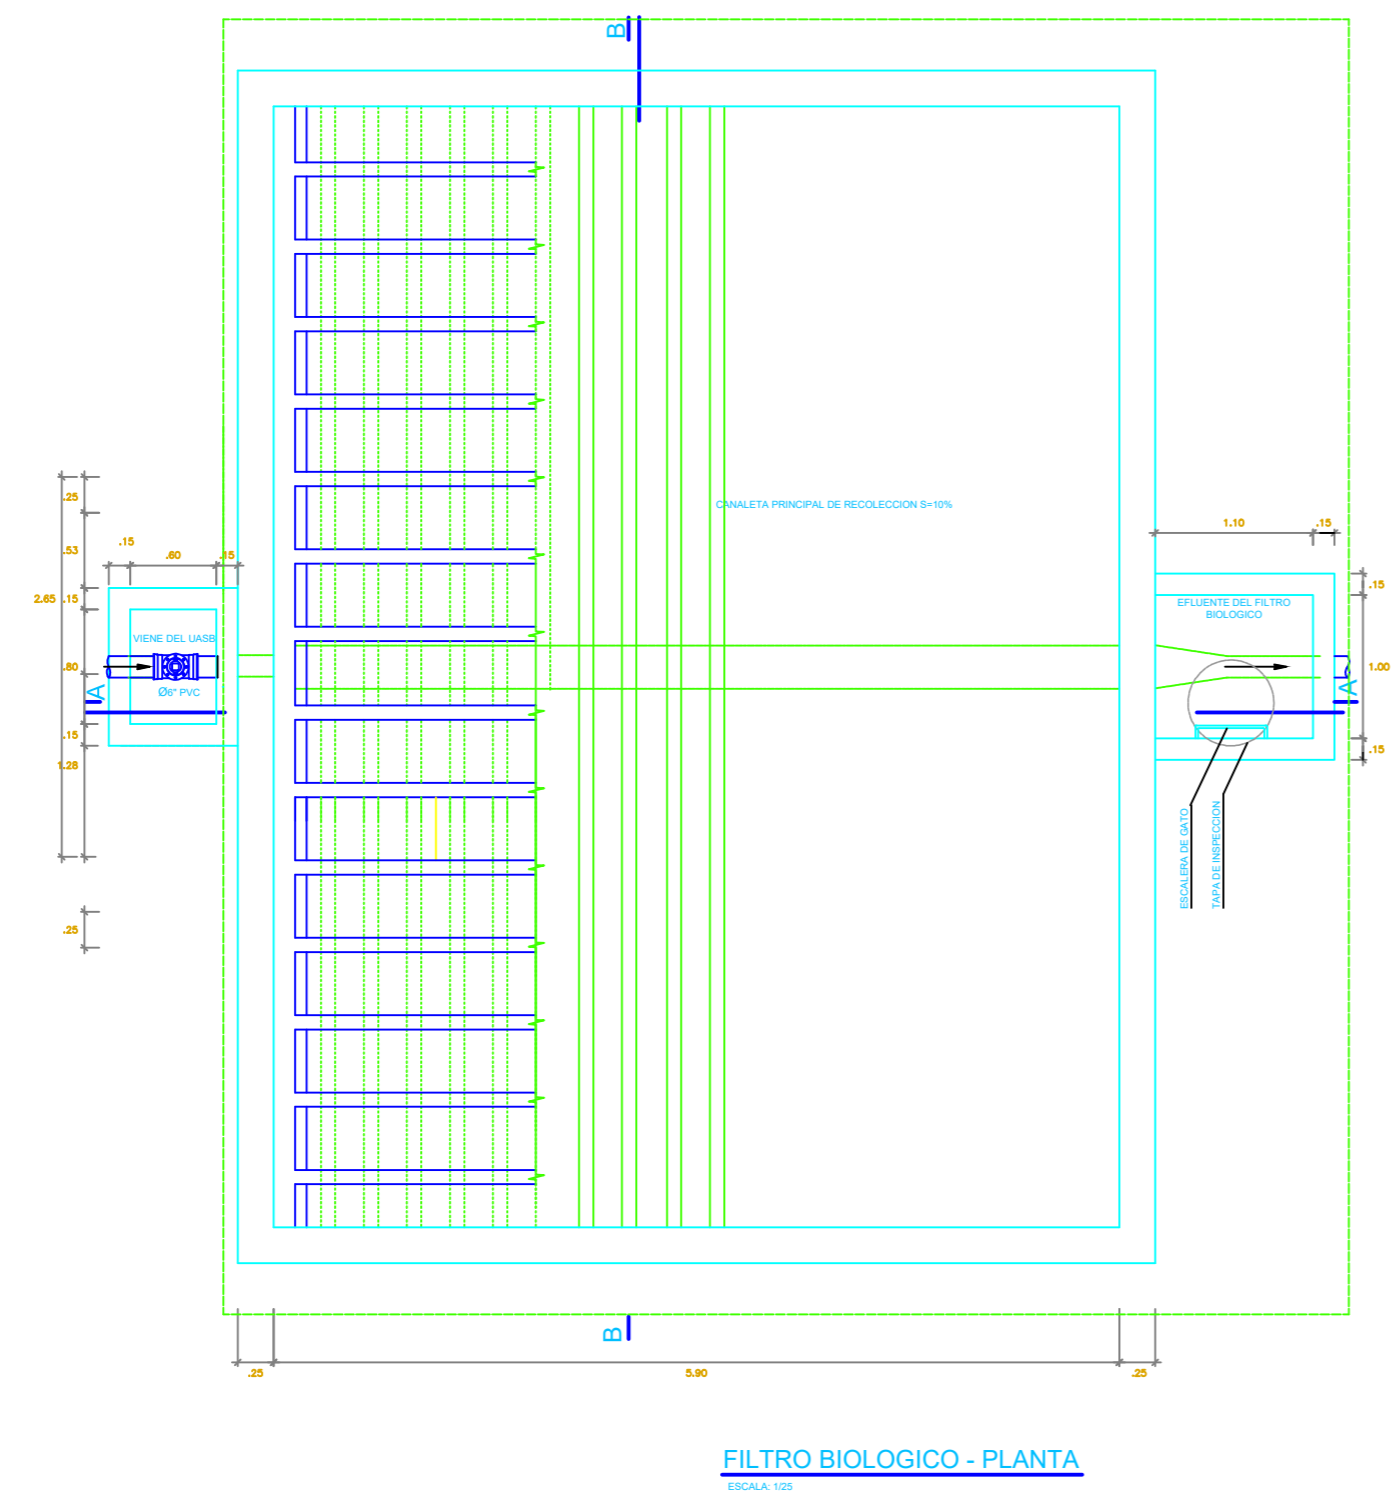 B
CANALETA PRINCIPAL DE RECOLECCION S=10%
.25
.53
2.65
.15
.80
.15
1.28
.25
.15
.60
.15
VIENE DEL UASB
Ø6" PVC
A
1.10
.15
.15
EFLUENTE DEL FILTRO
BIOLOGICO
1.00
A
.15
ESCALERA DE GATO
TAPA DE INSPECCION
B
.25
5.90
.25
FILTRO BIOLOGICO - PLANTA
ESCALA: 1/25